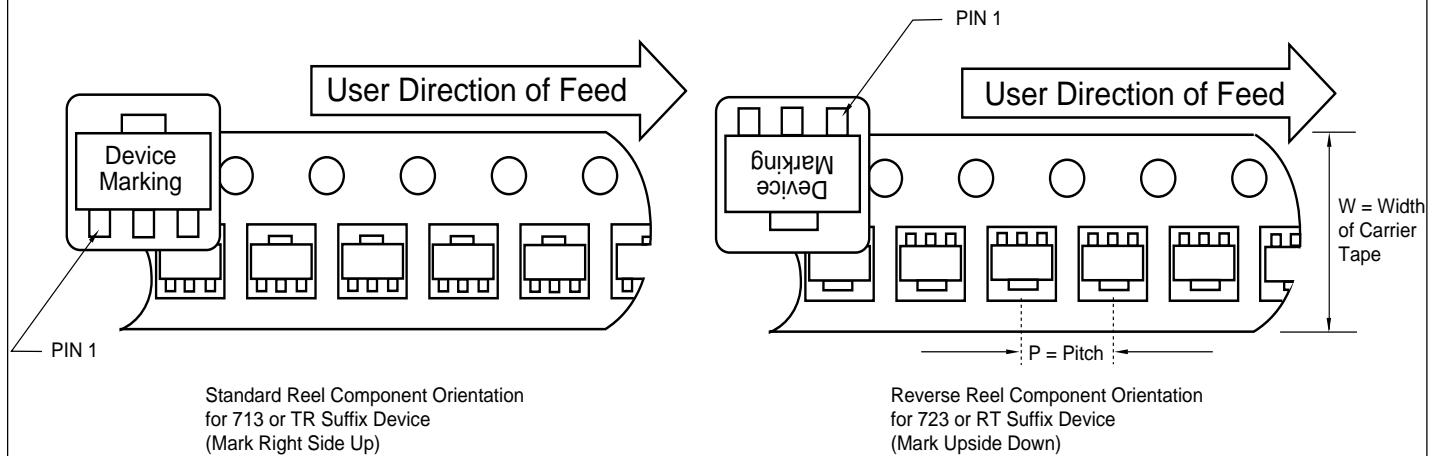 PIN 1
User Direction of Feed
Device
Marking
PIN 1
Standard Reel Component Orientation
for 713 or TR Suffix Device
(Mark Right Side Up)
PIN 1
User Direction of Feed
Device
Marking
W = Width
of Carrier
Tape
P = Pitch
Reverse Reel Component Orientation
for 723 or RT Suffix Device
(Mark Upside Down)